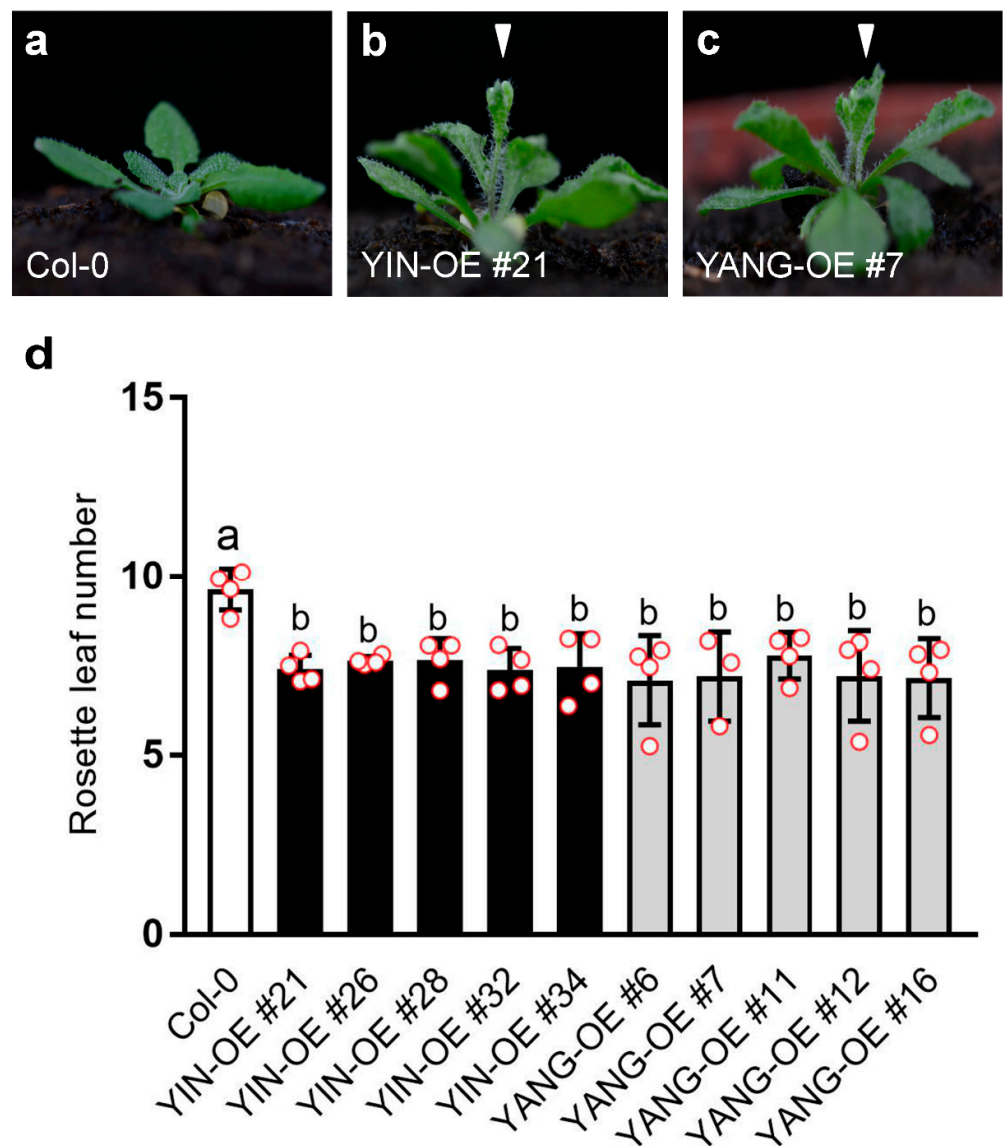 a
b
c
Col-0
YIN-OE #21
YANG-OE #7
d
Rosette leaf number
15
10
5
0
a
b
b
b
b
b
b
b
b
b
b
Col-0
YIN-OE #21
YIN-OE #26
YIN-OE #28
YIN-OE #32
YIN-OE #34
YANG-OE #6
YANG-OE #7
YANG-OE #11
YANG-OE #12
YANG-OE #16